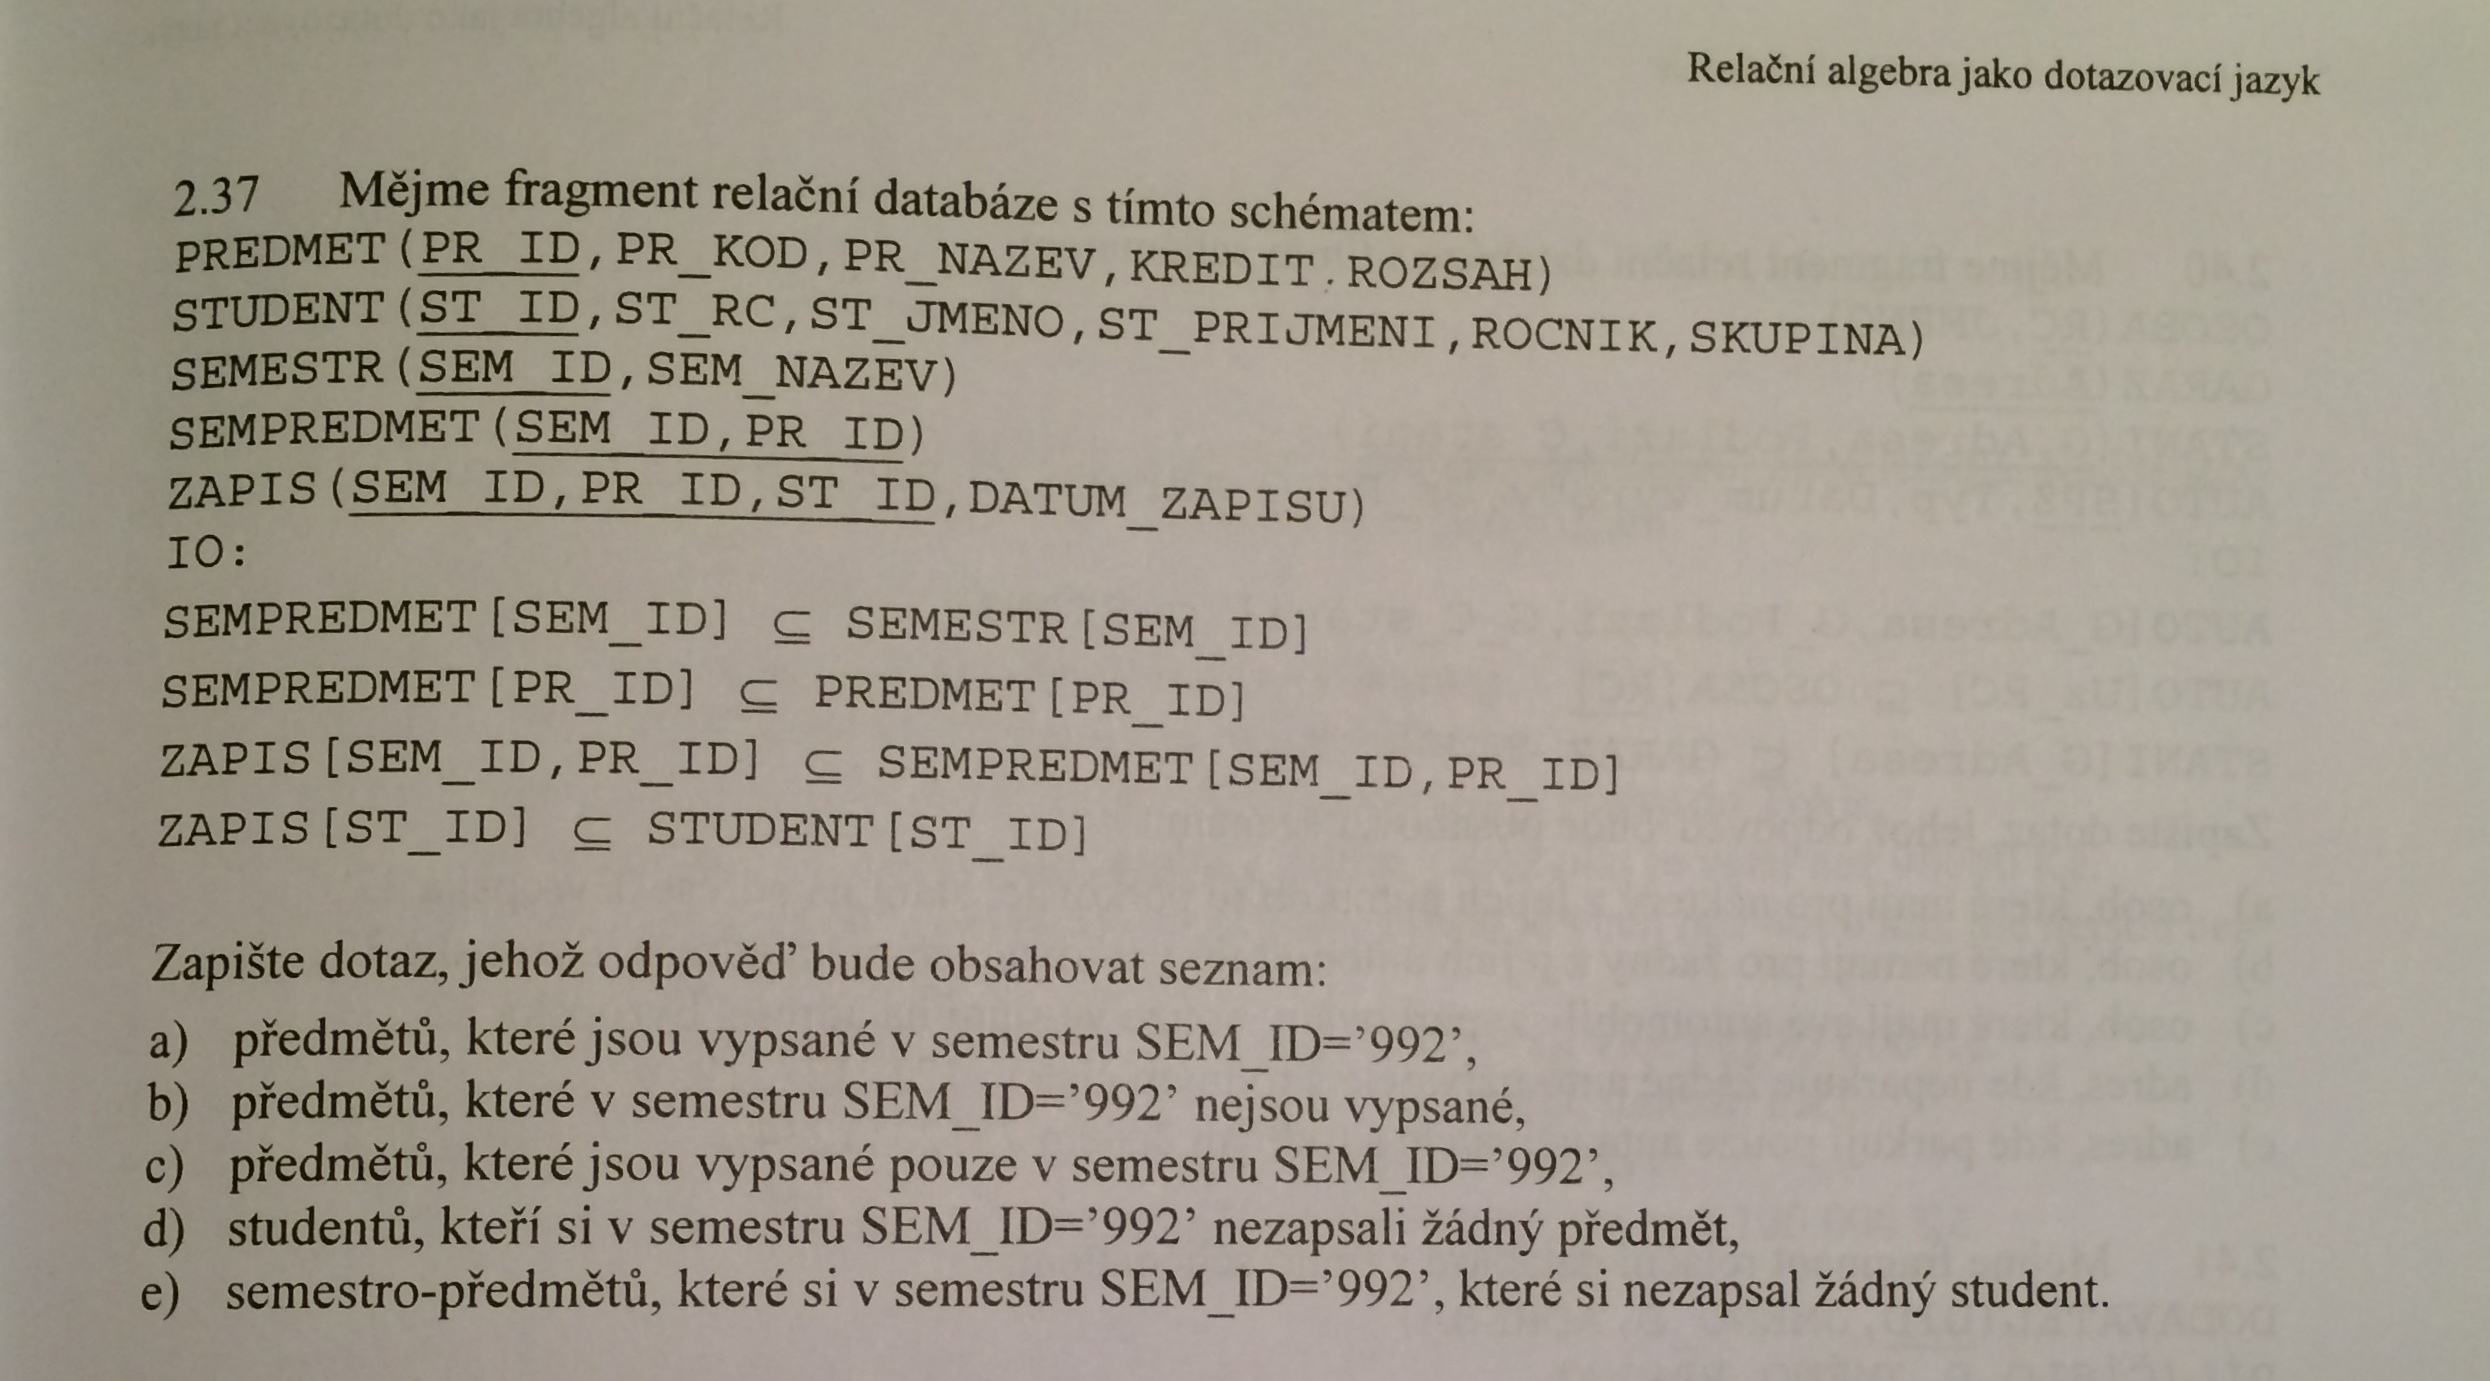 Relační algebra jako dotazovací jazyk
2.37 Mějme fragment relační databáze s tímto schématem:
PREDMET(PR_ID,PR_KOD,PR_NAZEV,KREDIT.ROZSAH)
STUDENT(ST_ID,ST_RC,ST_JMENO,ST_PRIJMENI,ROCNIK,SKUPINA)
SEMESTR(SEM_ID,SEM_NAZEV)
SEMPREDMET(SEM_ID,PR_ID)
ZAPIS(SEM_ID,PR_ID,ST_ID,DATUM_ZAPISU)
IO:
SEMPREDMET[SEM_ID] ⊆ SEMESTR[SEM_ID]
SEMPREDMET[PR_ID] ⊆ PREDMET[PR_ID]
ZAPIS[SEM_ID,PR_ID] ⊆ SEMPREDMET[SEM_ID,PR_ID]
ZAPIS[ST_ID] ⊆ STUDENT[ST_ID]
Zapište dotaz, jehož odpověď bude obsahovat seznam:
a) předmětů, které jsou vypsané v semestru SEM_ID=’992’,
b) předmětů, které v semestru SEM_ID=’992’ nejsou vypsané,
c) předmětů, které jsou vypsané pouze v semestru SEM_ID=’992’,
d) studentů, kteří si v semestru SEM_ID=’992’ nezapsali žádný předmět,
e) semestro-předmětů, které si v semestru SEM_ID=’992’, které si nezapsal žádný student.